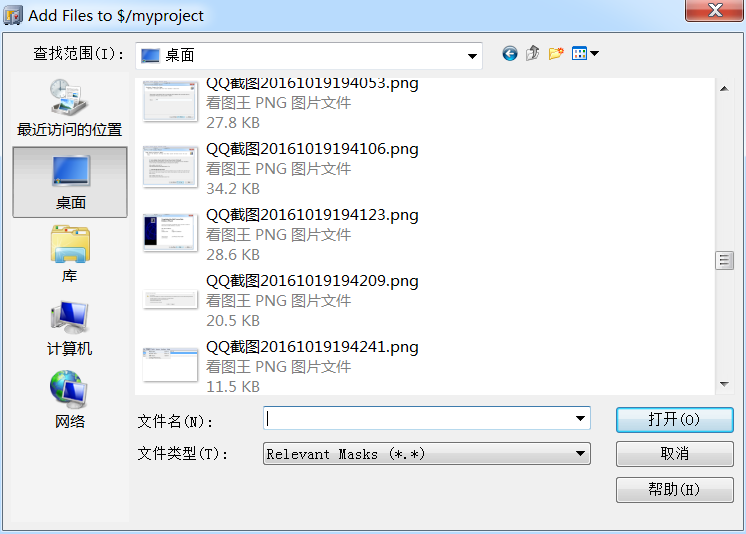 Add Files to $/myproject
查找范围(I):
桌面
最近访问的位置
桌面
库
计算机
网络
QQ截图20161019194053.png
看图王 PNG 图片文件
27.8 KB
QQ截图20161019194106.png
看图王 PNG 图片文件
34.2 KB
QQ截图20161019194123.png
看图王 PNG 图片文件
28.6 KB
QQ截图20161019194209.png
看图王 PNG 图片文件
20.5 KB
QQ截图20161019194241.png
看图王 PNG 图片文件
11.5 KB
文件名(N):
打开(O)
文件类型(T):
Relevant Masks (*.*)
取消
帮助(H)